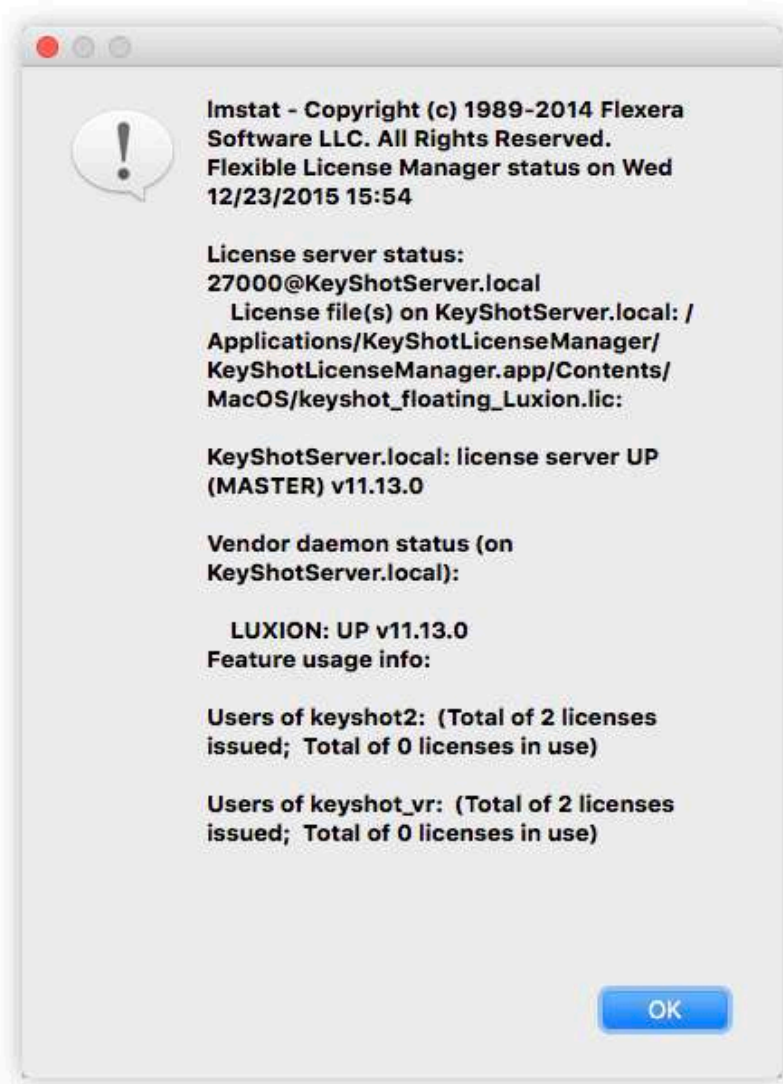 lmstat - Copyright (c) 1989-2014 Flexera
Software LLC. All Rights Reserved.
Flexible License Manager status on Wed
12/23/2015 15:54
License server status:
27000@KeyShotServer.local
License file(s) on KeyShotServer.local: /
Applications/KeyShotLicenseManager/
KeyShotLicenseManager.app/Contents/
MacOS/keyshot_floating_Luxion.lic:
KeyShotServer.local: license server UP
(MASTER) v11.13.0
Vendor daemon status (on
KeyShotServer.local):
LUXION: UP v11.13.0
Feature usage info:
Users of keyshot2:  (Total of 2 licenses
issued;  Total of 0 licenses in use)
Users of keyshot_vr:  (Total of 2 licenses
issued;  Total of 0 licenses in use)
OK